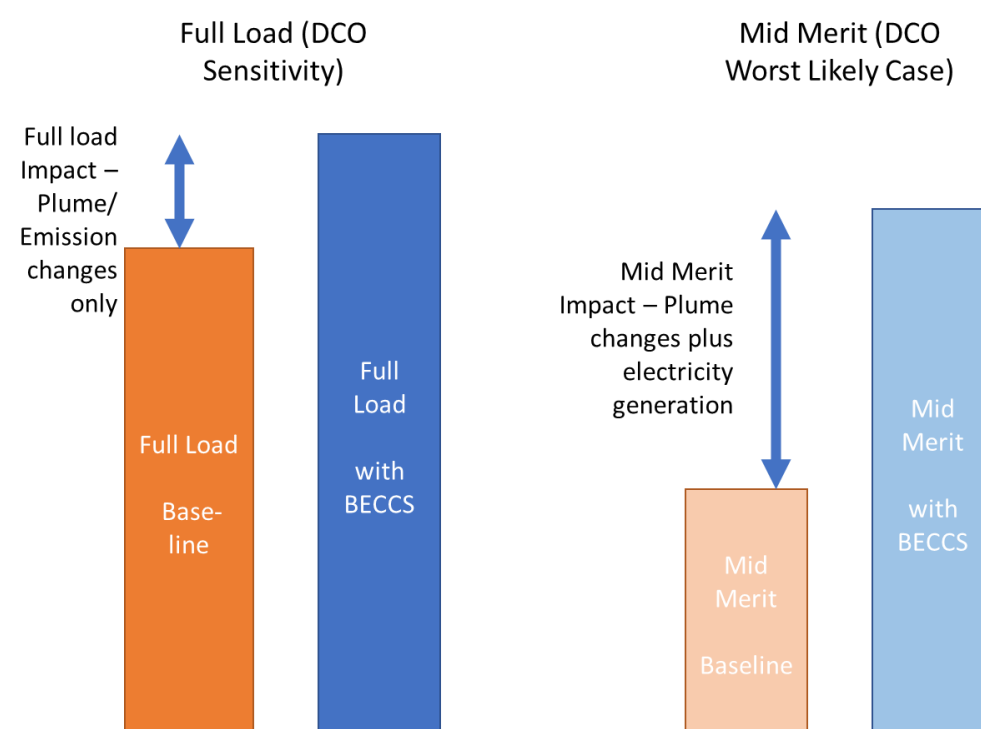 Full Load (DCO
Sensitivity)
Mid Merit (DCO
Worst Likely Case)
Full load
Impact –
Plume/
Emission
changes
only
Full Load
Base-
line
Full
Load
with
BECCS
Mid Merit
Impact – Plume
changes plus
electricity
generation
Mid
Merit
Baseline
Mid
Merit
with
BECCS